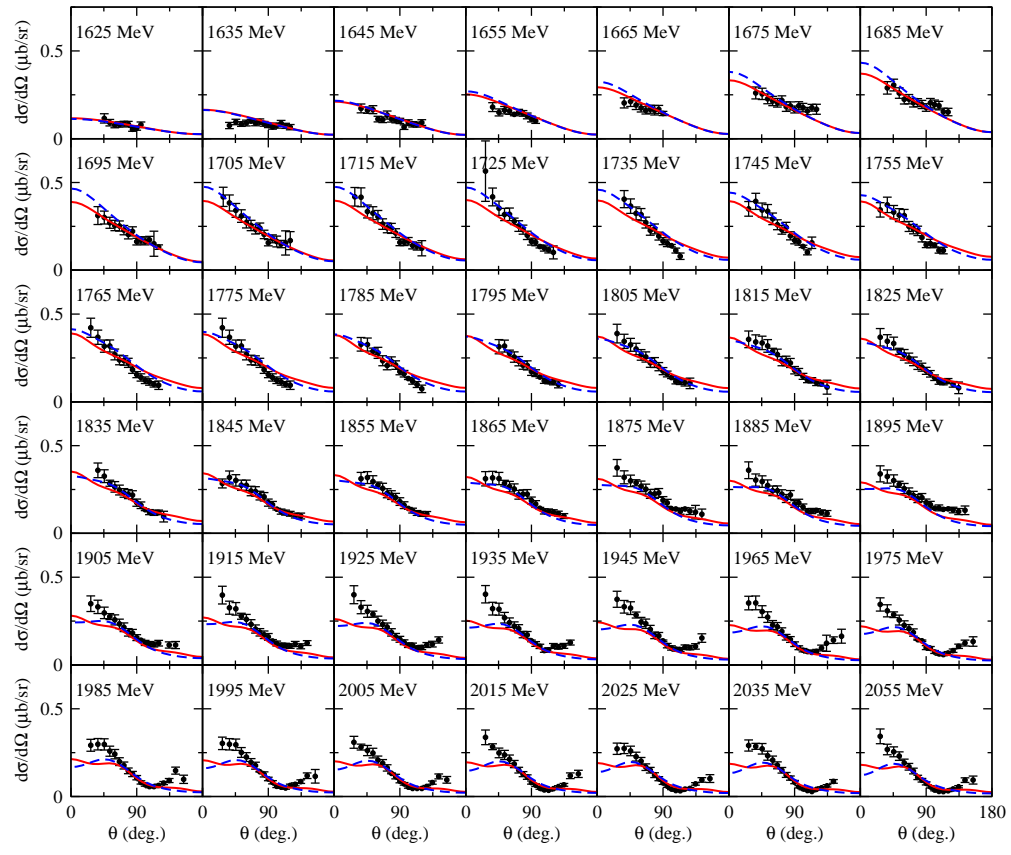 1625 MeV 1635 MeV 1645 MeV 1655 MeV 1665 MeV 1675 MeV 1685 MeV
dσ/dΩ (μb/sr)
0.5
0
1695 MeV 1705 MeV 1715 MeV 1725 MeV 1735 MeV 1745 MeV 1755 MeV
dσ/dΩ (μb/sr)
0.5
0
1765 MeV 1775 MeV 1785 MeV 1795 MeV 1805 MeV 1815 MeV 1825 MeV
dσ/dΩ (μb/sr)
0.5
0
1835 MeV 1845 MeV 1855 MeV 1865 MeV 1875 MeV 1885 MeV 1895 MeV
dσ/dΩ (μb/sr)
0.5
0
1905 MeV 1915 MeV 1925 MeV 1935 MeV 1945 MeV 1965 MeV 1975 MeV
dσ/dΩ (μb/sr)
0.5
0
1985 MeV 1995 MeV 2005 MeV 2015 MeV 2025 MeV 2035 MeV 2055 MeV
dσ/dΩ (μb/sr)
0.5
0
0 90 0 90 0 90 0 90 0 90 0 90 0 90 180
θ (deg.) θ (deg.) θ (deg.) θ (deg.) θ (deg.) θ (deg.) θ (deg.)